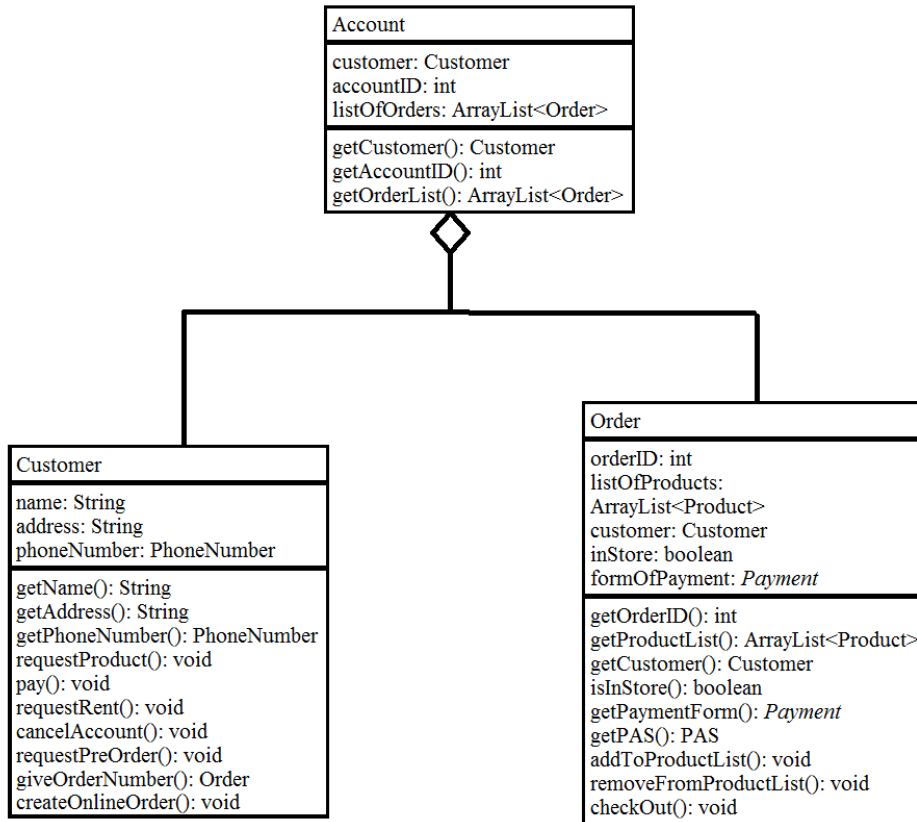 Account
customer: Customer
accountID: int
listOfOrders: ArrayList<Order>
getCustomer(): Customer
getAccountID(): int
getOrderList(): ArrayList<Order>
Customer
name: String
address: String
phoneNumber: PhoneNumber
getName(): String
getAddress(): String
getPhoneNumber(): PhoneNumber
requestProduct(): void
pay(): void
requestRent(): void
cancelAccount(): void
requestPreOrder(): void
giveOrderNumber(): Order
createOnlineOrder(): void
Order
orderID: int
listOfProducts:
ArrayList<Product>
customer: Customer
inStore: boolean
formOfPayment: Payment
getOrderID(): int
getProductList(): ArrayList<Product>
getCustomer(): Customer
isInStore(): boolean
getPaymentForm(): Payment
getPAS(): PAS
addToProductList(): void
removeFromProductList(): void
checkOut(): void